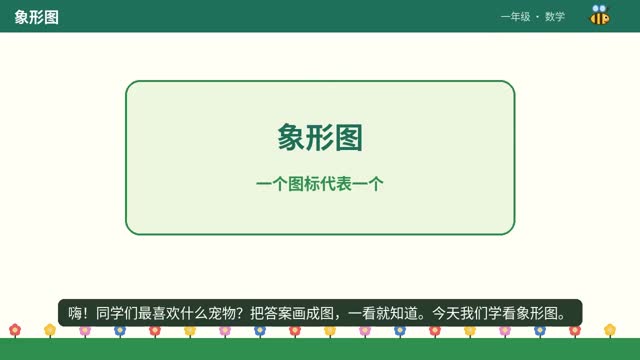 象形图
一年级 · 数学
象形图
一个图标代表一个
嗨！同学们最喜欢什么宠物？把答案画成图，一看就知道。今天我们学看象形图。